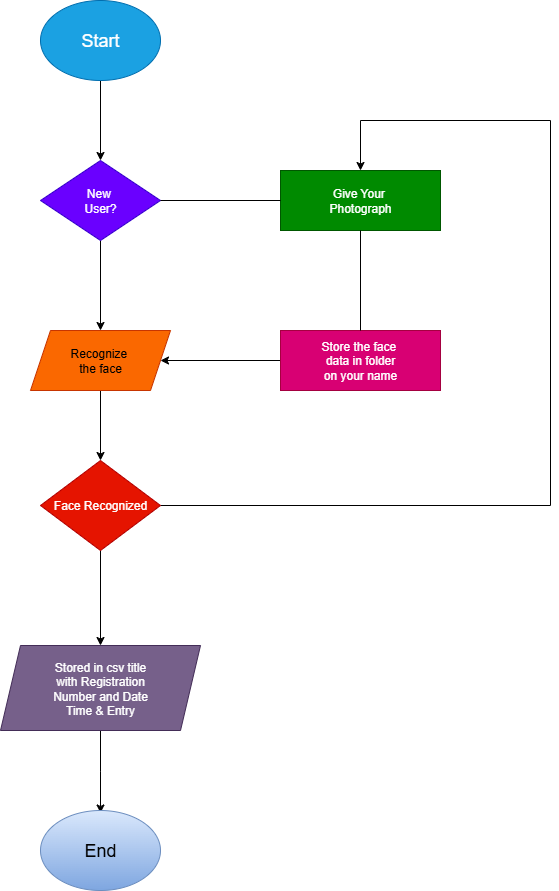 Start
New
User?
Give Your
Photograph
Recognize
the face
Store the face
data in folder
on your name
Face Recognized
Stored in csv title
with Registration
Number and Date
Time & Entry
End